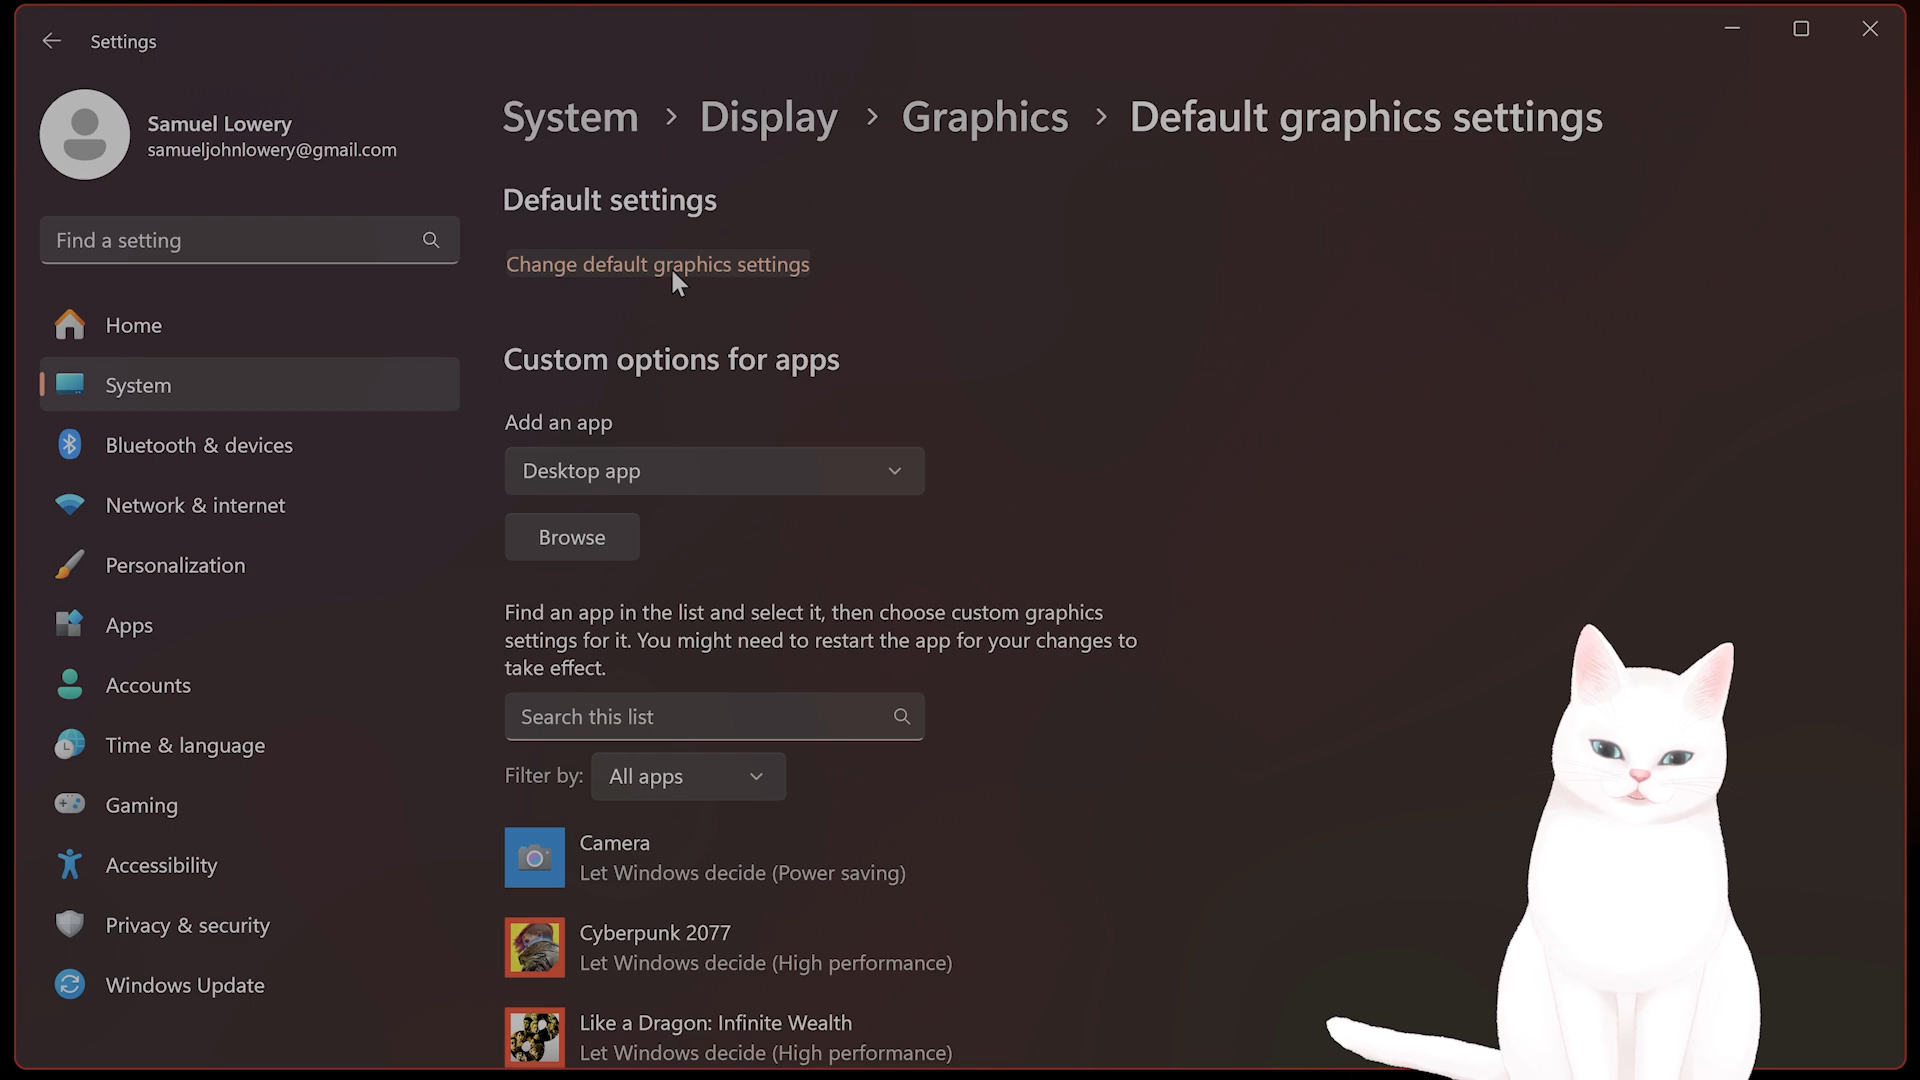 Settings
Samuel Lowery
samueljohnlowery@gmail.com
Find a setting
Home
System
Bluetooth & devices
Network & internet
Personalization
Apps
Accounts
Time & language
Gaming
Accessibility
Privacy & security
Windows Update
System > Display > Graphics > Default graphics settings
Default settings
Change default graphics settings
Custom options for apps
Add an app
Desktop app
Browse
Find an app in the list and select it, then choose custom graphics
settings for it. You might need to restart the app for your changes to
take effect.
Search this list
Filter by: All apps
Camera
Let Windows decide (Power saving)
Cyberpunk 2077
Let Windows decide (High performance)
Like a Dragon: Infinite Wealth
Let Windows decide (High performance)